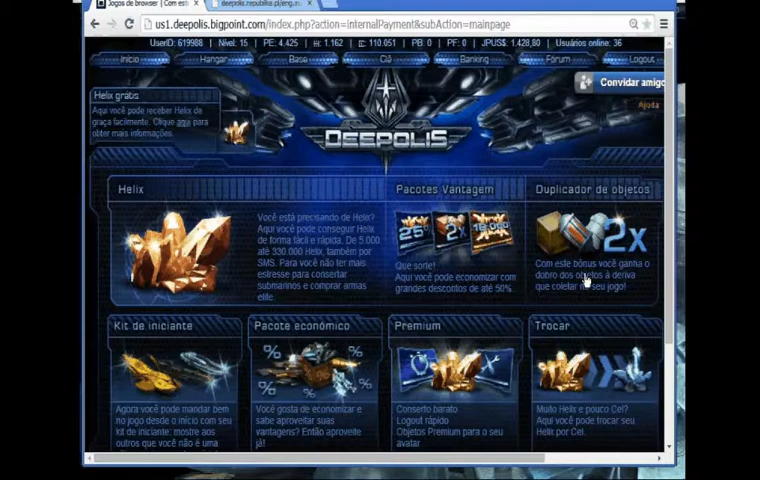 Jogos de browser | Com es
deepolis.republika.pl/eng.
us1.deepolis.bigpoint.com/index.php?action=internalPayment&subAction=mainpage
UserID: 619988 Nível: 15 PE: 4.425 H: 1.162 C: 110.051 PB: 0 PF: 0 JPUS$: 1.428,80 Usuários online: 36
Início Hangar Base Clã Banking Fórum Logout
Convidar amigo
Ajuda
Helix grátis
Aqui você pode receber Helix de
graça facilmente. Clique aqui para
obter mais informações.
DEEPOLIS
Helix
Você está precisando de Helix?
Aqui você pode conseguir Helix
de forma fácil e rápida. De 5.000
até 330.000 Helix, também por
SMS. Para você não ter mais
estresse para consertar
submarinos e comprar armas
elite.
Pacotes Vantagem
2x
Que sorte!
Aqui você pode economizar com
grandes descontos de até 50%.
Duplicador de objetos
2x
Com este bônus você ganha o
dobro dos objetos à deriva
que coletar no seu jogo!
Kit de iniciante
Agora você pode mandar bem
no jogo desde o início com seu
kit de iniciante: mostre aos
outros que você não é uma
Pacote económico
% % % %
Você gosta de economizar e
sabe aproveitar suas
vantagens? Então aproveite
já!
Premium
Conserto barato
Logout rápido
Objetos Premium para o seu
avatar
Trocar
Muito Helix e pouco Cel?
Aqui você pode trocar seu
Helix por Cel.